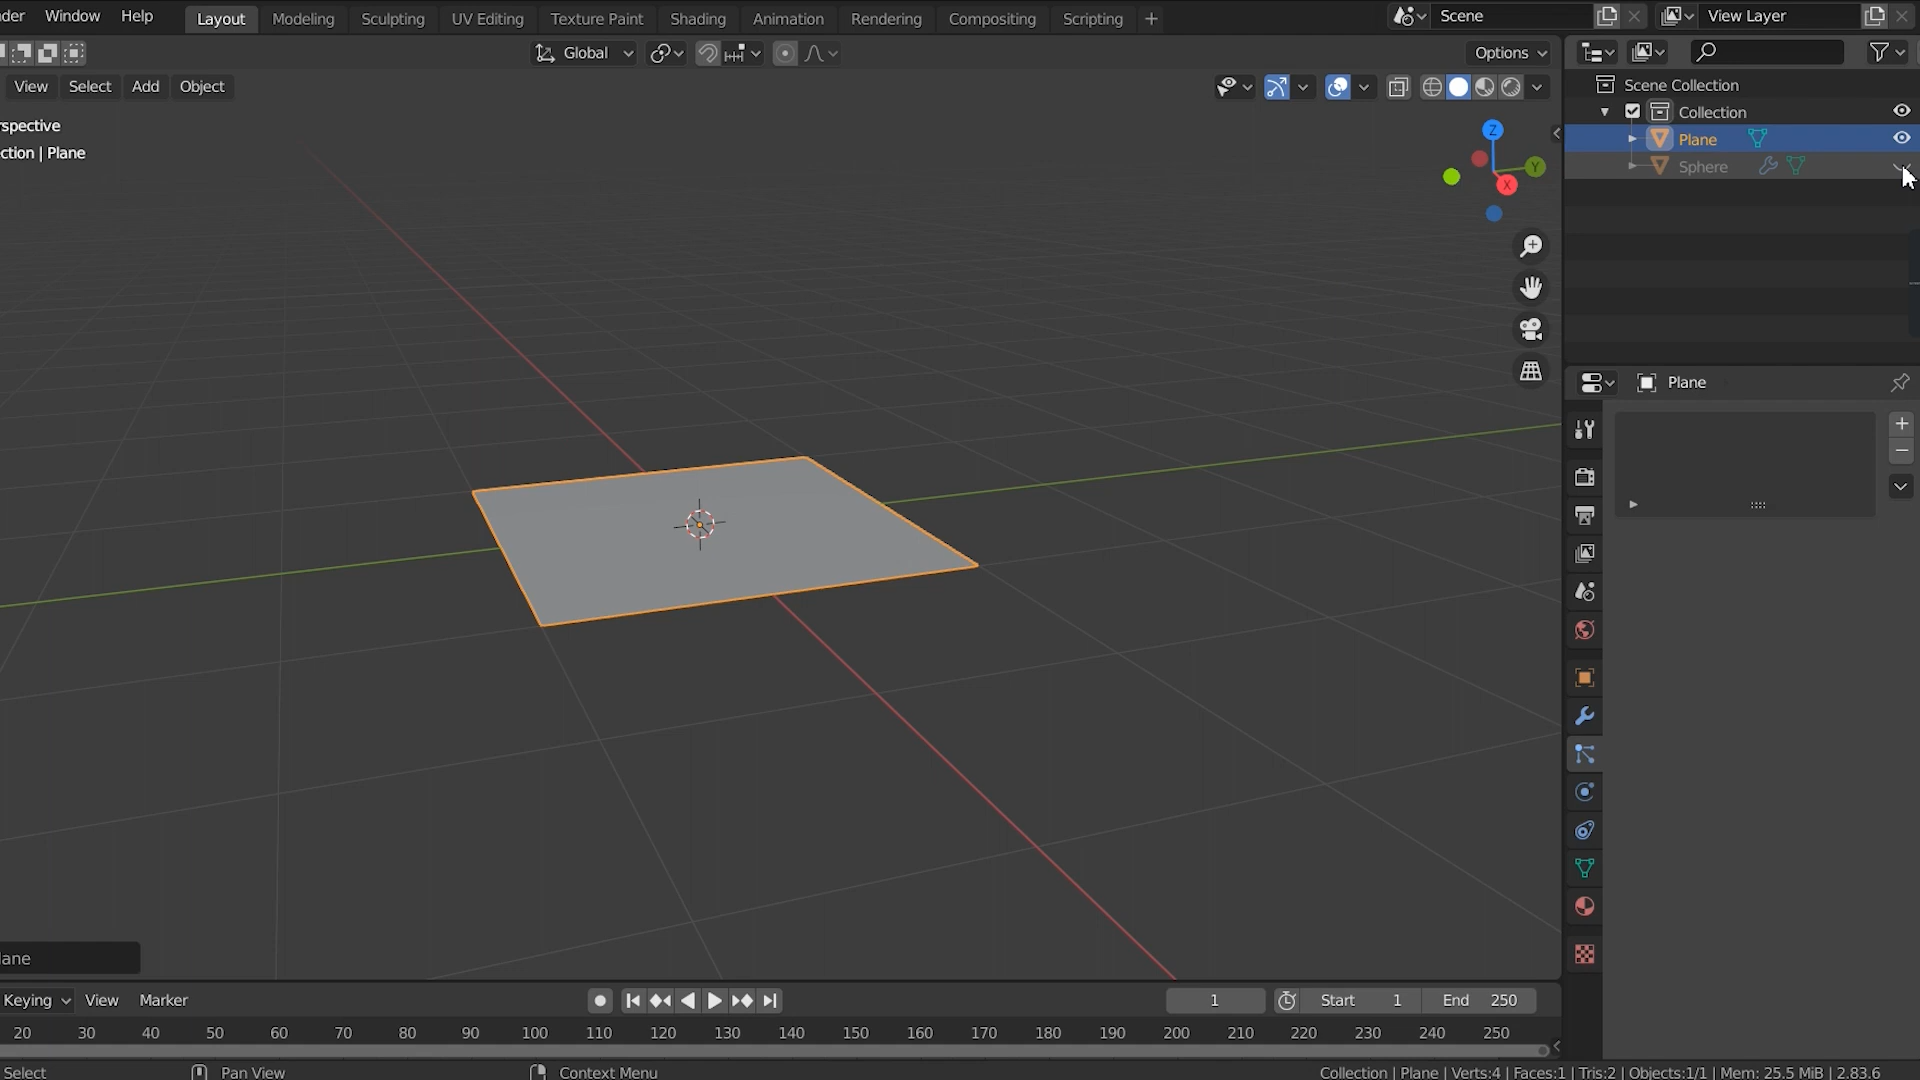 der Window Help Layout Modeling Sculpting UV Editing Texture Paint Shading Animation Rendering Compositing Scripting + Scene View Layer
Global Options
View Select Add Object
Scene Collection
rspective
Collection
ction | Plane
Plane
Sphere
Z
Y
X
Plane
ane
Keying View Marker 1 Start 1 End 250
20 30 40 50 60 70 80 90 100 110 120 130 140 150 160 170 180 190 200 210 220 230 240 250
Select Pan View Context Menu Collection | Plane | Verts:4 | Faces:1 | Tris:2 | Objects:1/1 | Mem: 25.5 MiB | 2.83.6